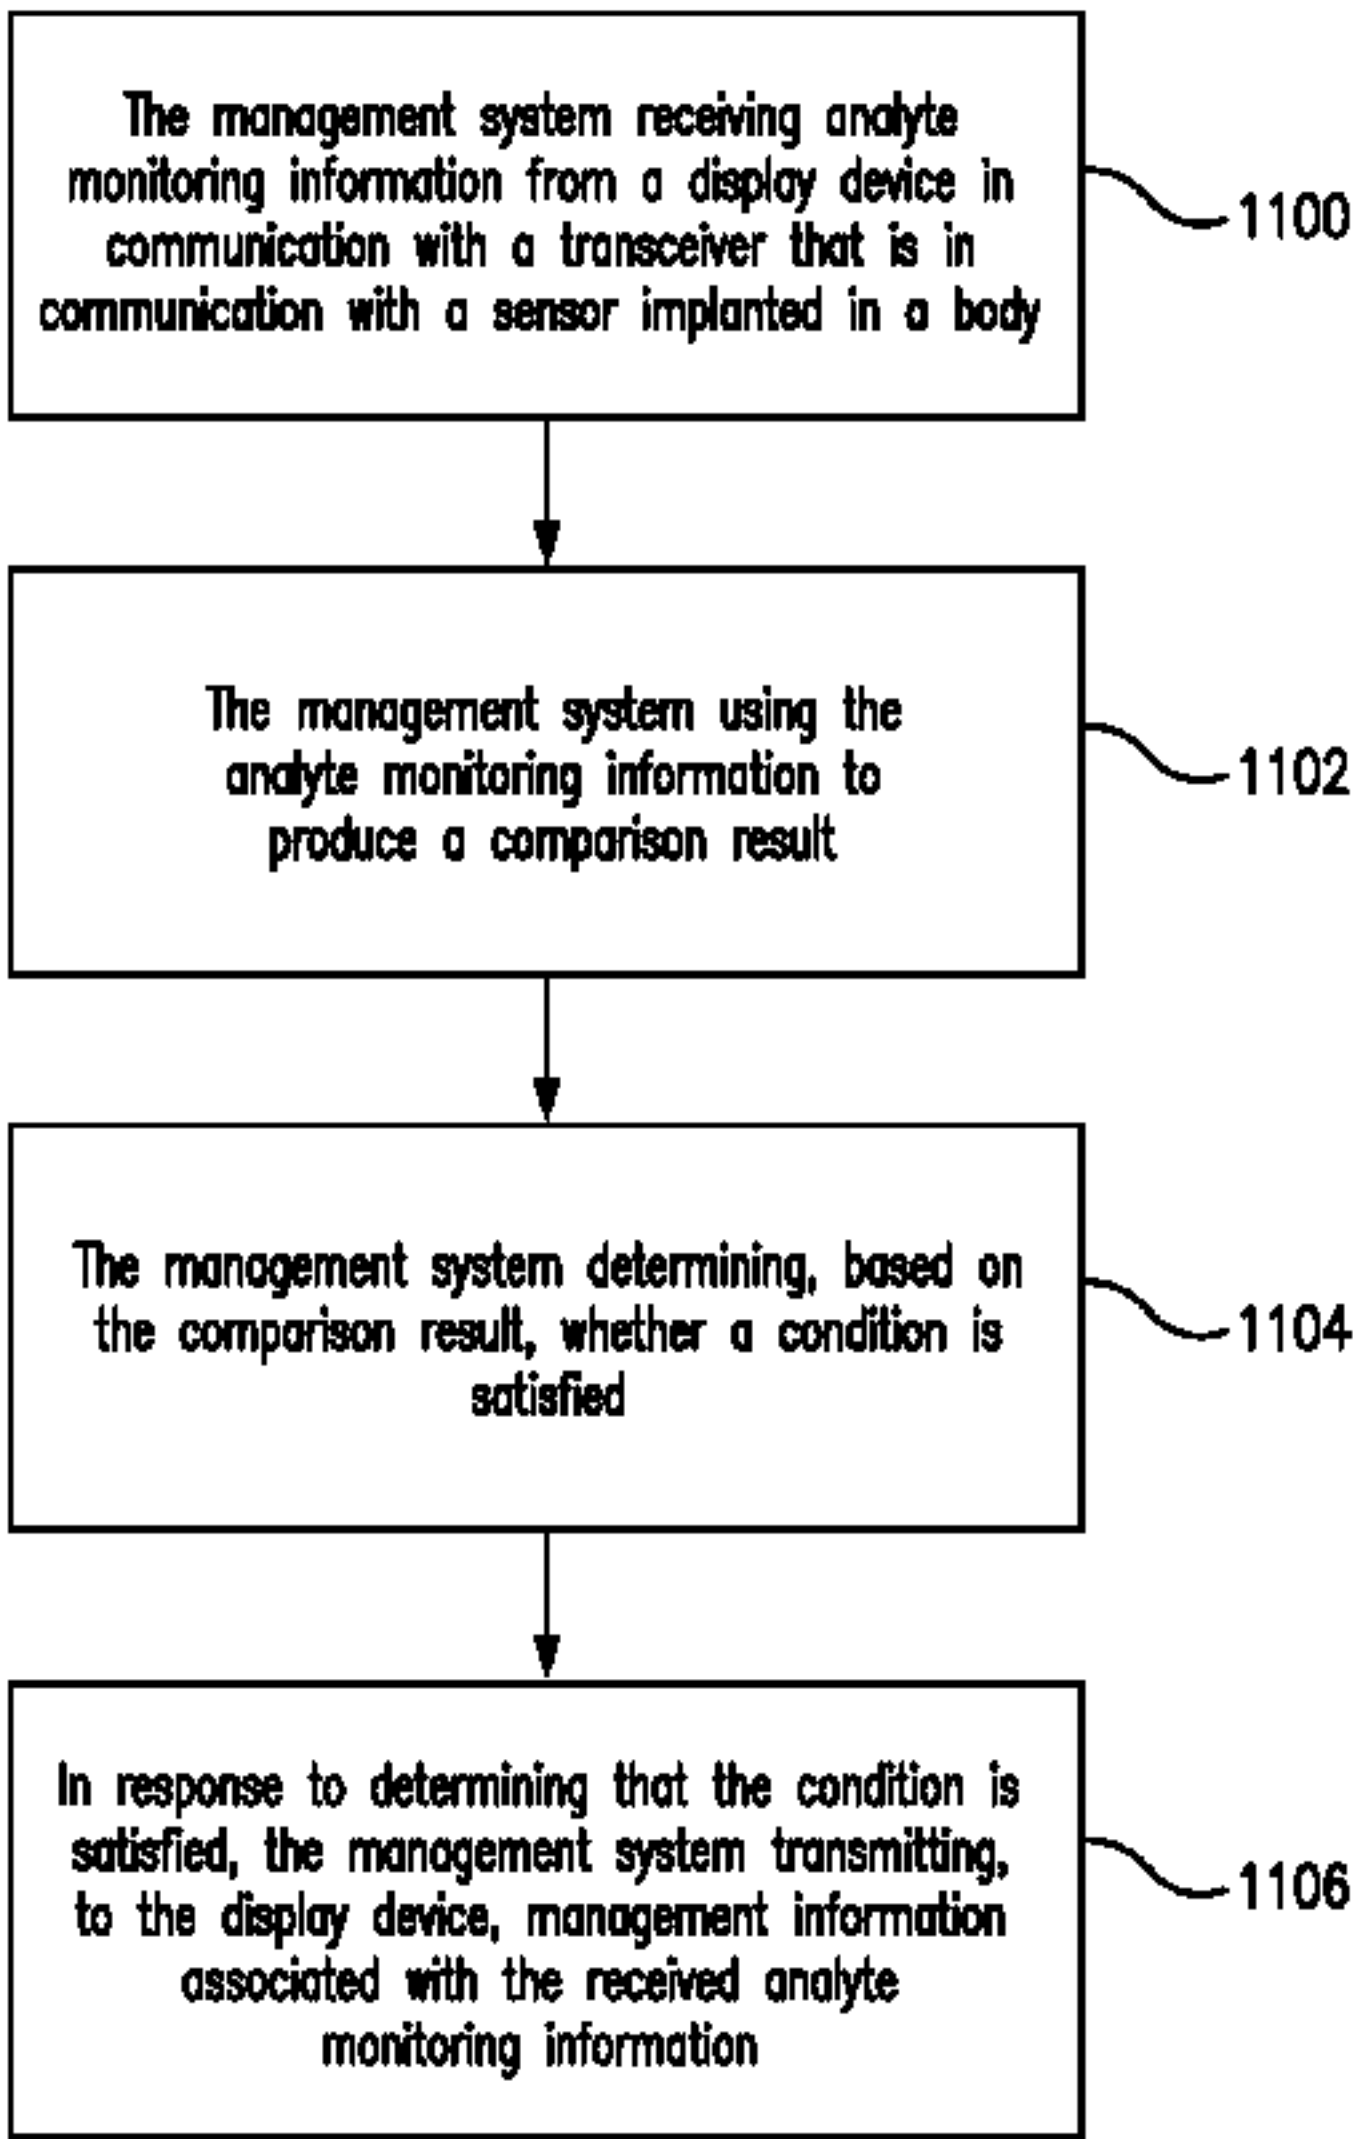 The management system receiving analyte
monitoring information from a display device in
communication with a transceiver that is in
communication with a sensor implanted in a body
1100
The management system using the
analyte monitoring information to
produce a comparison result
1102
The management system determining, based on
the comparison result, whether a condition is
satisfied
1104
In response to determining that the condition is
satisfied, the management system transmitting,
to the display device, management information
associated with the received analyte
monitoring information
1106